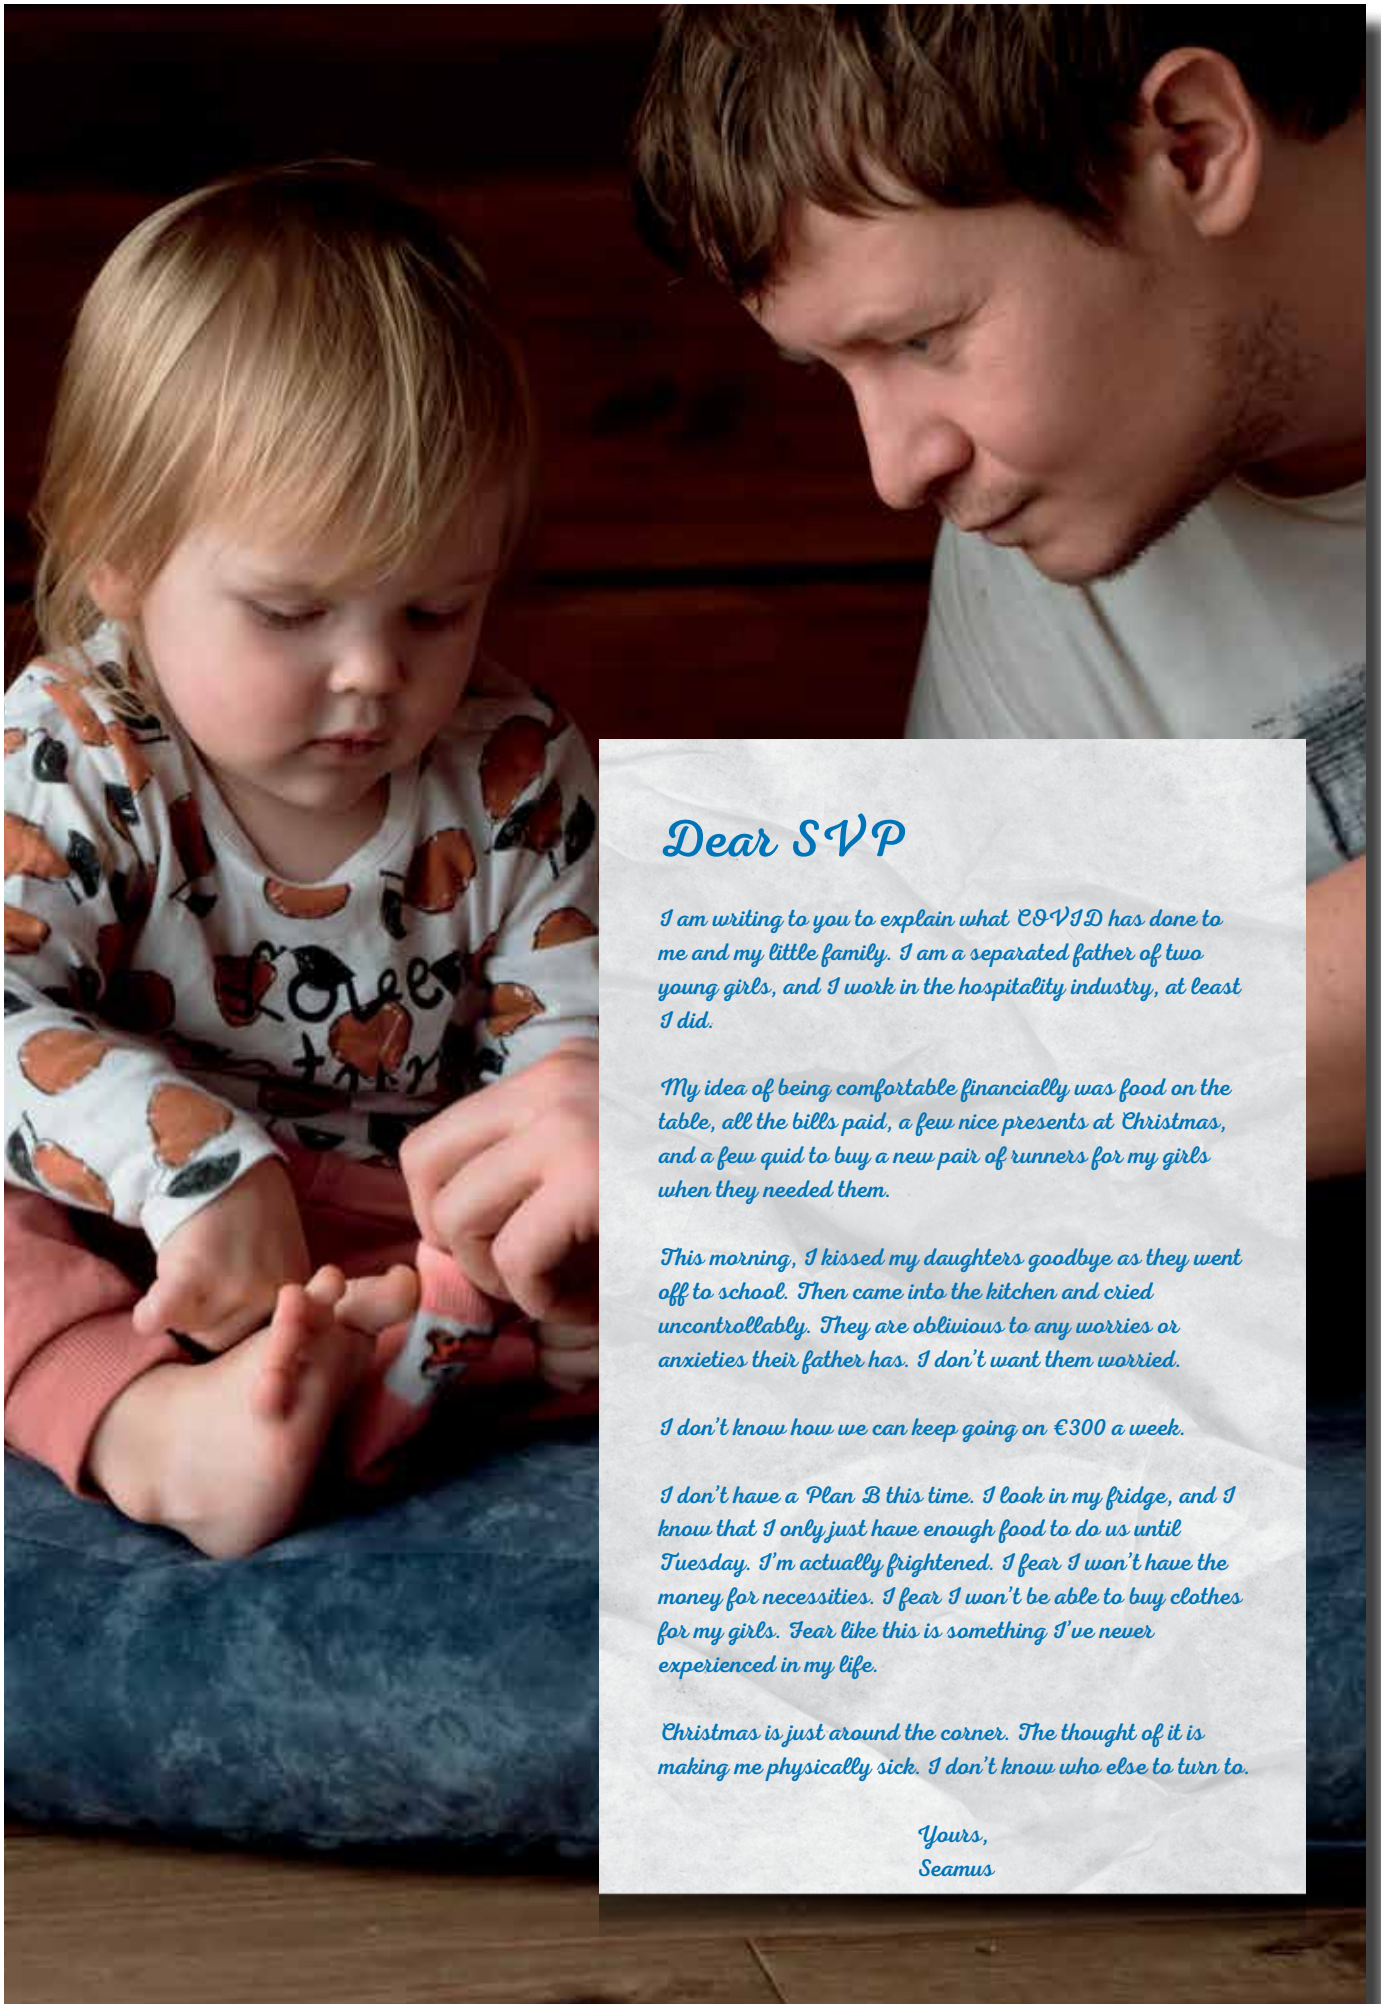 Dear SVP
I am writing to you to explain what COVID has done to
me and my little family. I am a separated father of two
young girls, and I work in the hospitality industry, at least
I did.
My idea of being comfortable financially was food on the
table, all the bills paid, a few nice presents at Christmas,
and a few quid to buy a new pair of runners for my girls
when they needed them.
This morning, I kissed my daughters goodbye as they went
off to school. Then came into the kitchen and cried
uncontrollably. They are oblivious to any worries or
anxieties their father has. I don't want them worried.
I don't know how we can keep going on €300 a week.
I don't have a Plan B this time. I look in my fridge, and I
know that I only just have enough food to do us until
Tuesday. I'm actually frightened. I fear I won't have the
money for necessities. I fear I won't be able to buy clothes
for my girls. Fear like this is something I've never
experienced in my life.
Christmas is just around the corner. The thought of it is
making me physically sick. I don't know who else to turn to.
Yours,
Seamus